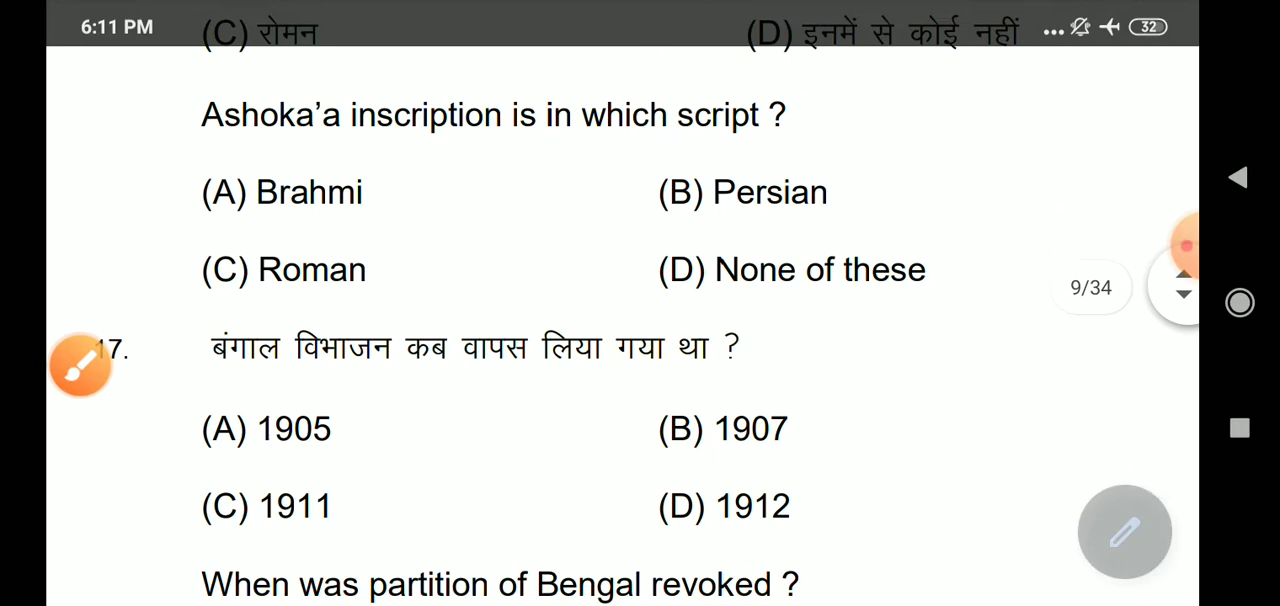 6:11 PM ... 32
(C) रोमन (D) इनमें से कोई नहीं
Ashoka’a inscription is in which script ?
(A) Brahmi (B) Persian
(C) Roman (D) None of these
9/34
17. बंगाल विभाजन कब वापस लिया गया था ?
(A) 1905 (B) 1907
(C) 1911 (D) 1912
When was partition of Bengal revoked ?